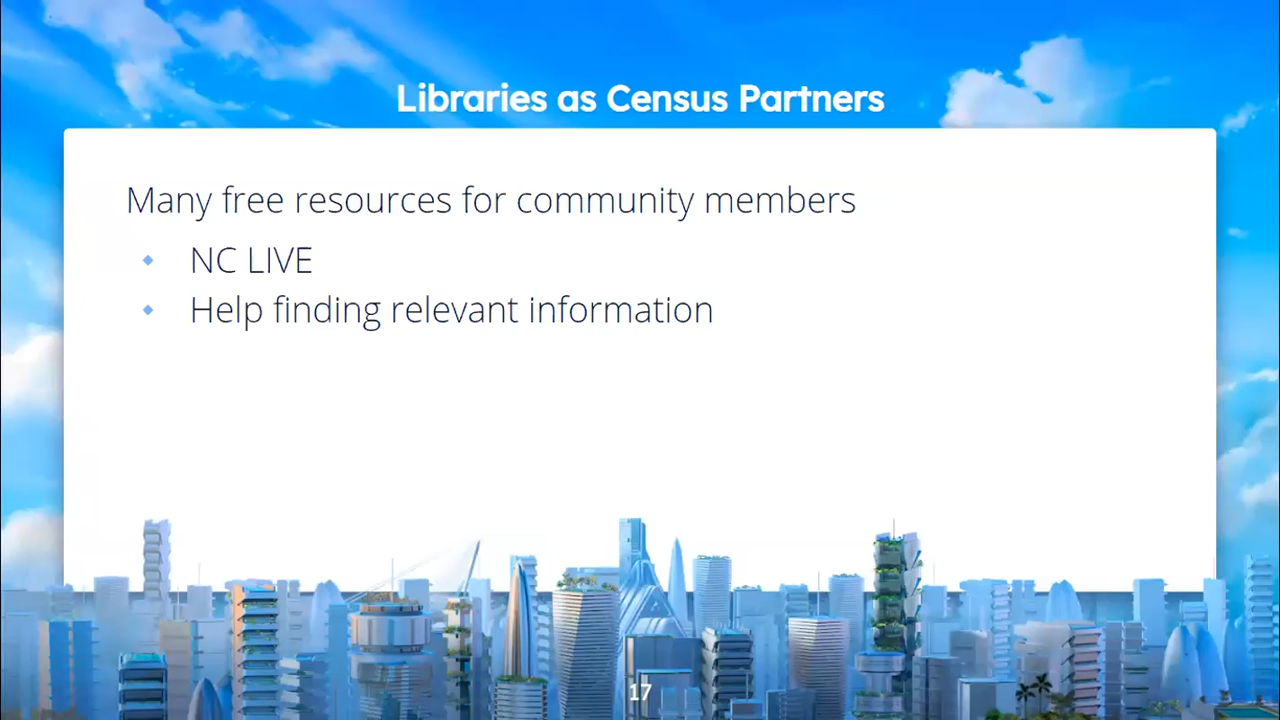 Libraries as Census Partners
Many free resources for community members
NC LIVE
Help finding relevant information
17